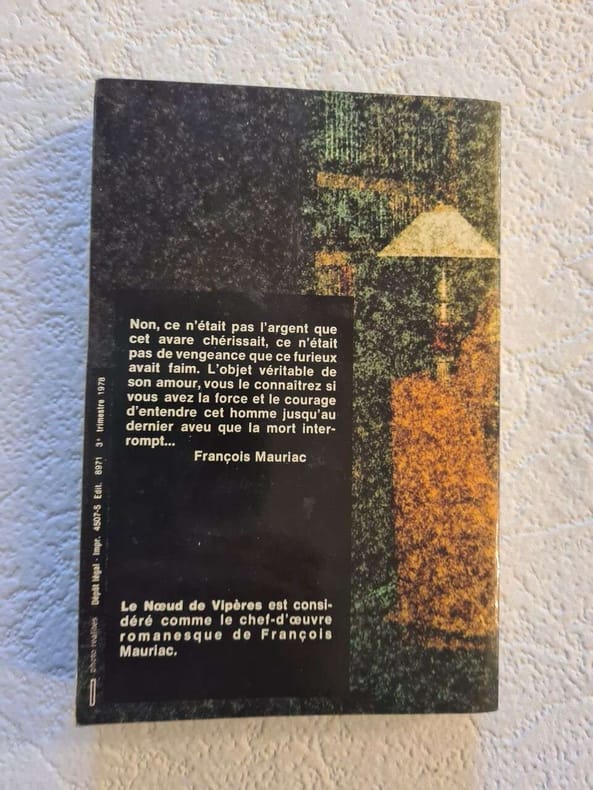 Non, ce n'était pas l'argent que
cet avare chérissait, ce n'était
pas de vengeance que ce furieux
avait faim. L'objet véritable de
son amour, vous le connaîtrez si
vous avez la force et le courage
d'entendre cet homme jusqu'au
dernier aveu que la mort inter-
rompt...
François Mauriac
Le Nœud de Vipères est consi-
déré comme le chef-d'œuvre
romanesque de François
Mauriac.
photo realites Dépôt légal - Impr. 4507-5 Edit. 8971 3e trimestre 1978